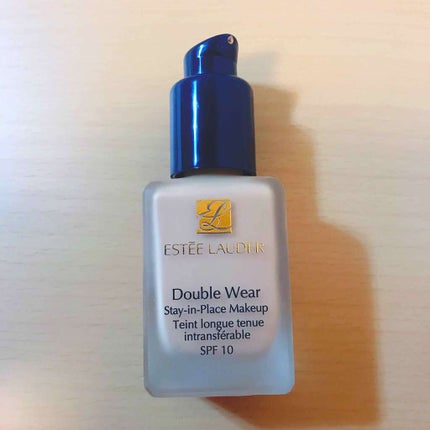 ESTĒE LAUDER
Double Wear
Stay-in-Place Makeup
Teint longue tenue
intransférable
SPF 10